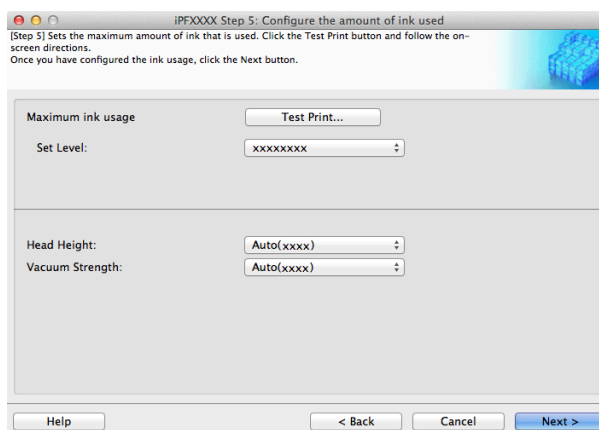 iPFXXXX Step 5: Configure the amount of ink used
[Step 5] Sets the maximum amount of ink that is used. Click the Test Print button and follow the on-
screen directions.
Once you have configured the ink usage, click the Next button.
Maximum ink usage Test Print...
Set Level: xxxxxxxx
Head Height: Auto(xxxx)
Vacuum Strength: Auto(xxxx)
Help < Back Cancel Next >